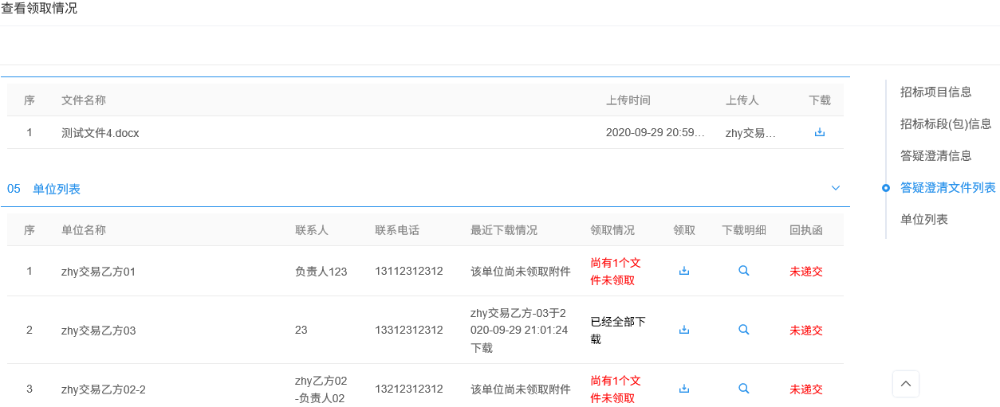 查看领取情况
序 文件名称 上传时间 上传人 下载
1 测试文件4.docx 2020-09-29 20:59... zhy交易...
05 单位列表
序 单位名称 联系人 联系电话 最近下载情况 领取情况 领取 下载明细 回执函
1 zhy交易乙方01 负责人123 13112312312 该单位尚未领取附件 尚有1个文
件未领取 未递交
2 zhy交易乙方03 23 13312312312 zhy交易乙方-03于2
020-09-29 21:01:24
下载 已经全部下
载 未递交
3 zhy交易乙方02-2 zhy乙方02
-负责人02 13212312312 该单位尚未领取附件 尚有1个文
件未领取 未递交
招标项目信息
招标标段(包)信息
答疑澄清信息
答疑澄清文件列表
单位列表